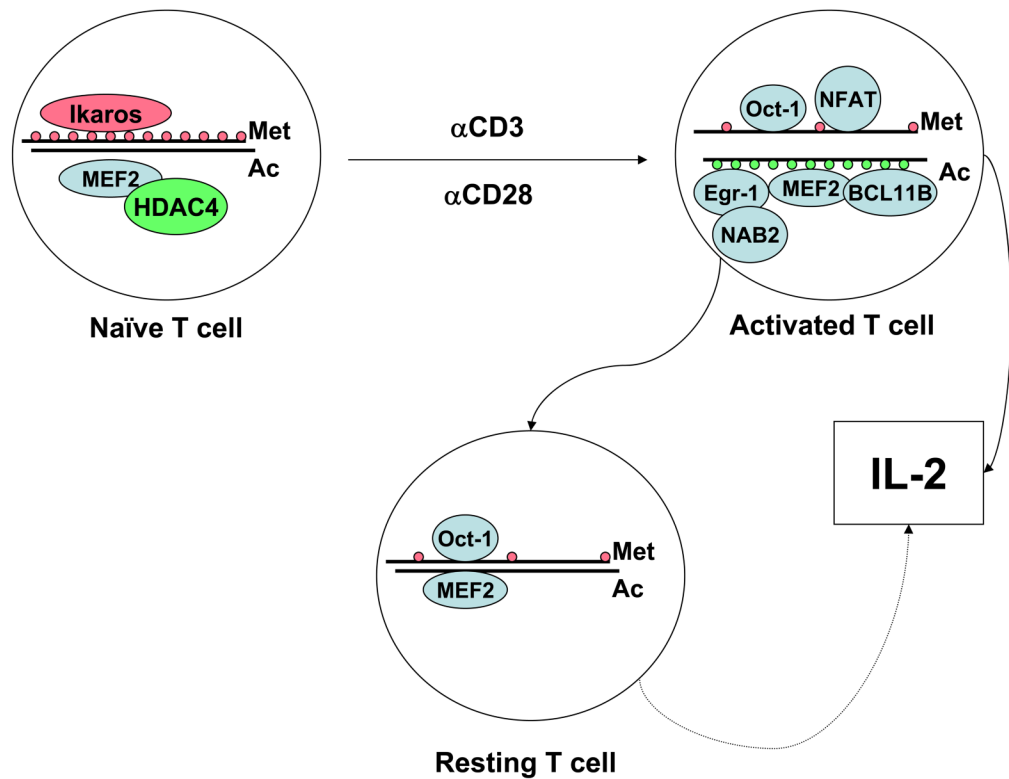 Ikaros
Met
Ac
MEF2
HDAC4
Naïve T cell
αCD3
αCD28
Oct-1
NFAT
Met
Ac
Egr-1
MEF2
BCL11B
NAB2
Activated T cell
IL-2
Oct-1
Met
MEF2
Ac
Resting T cell